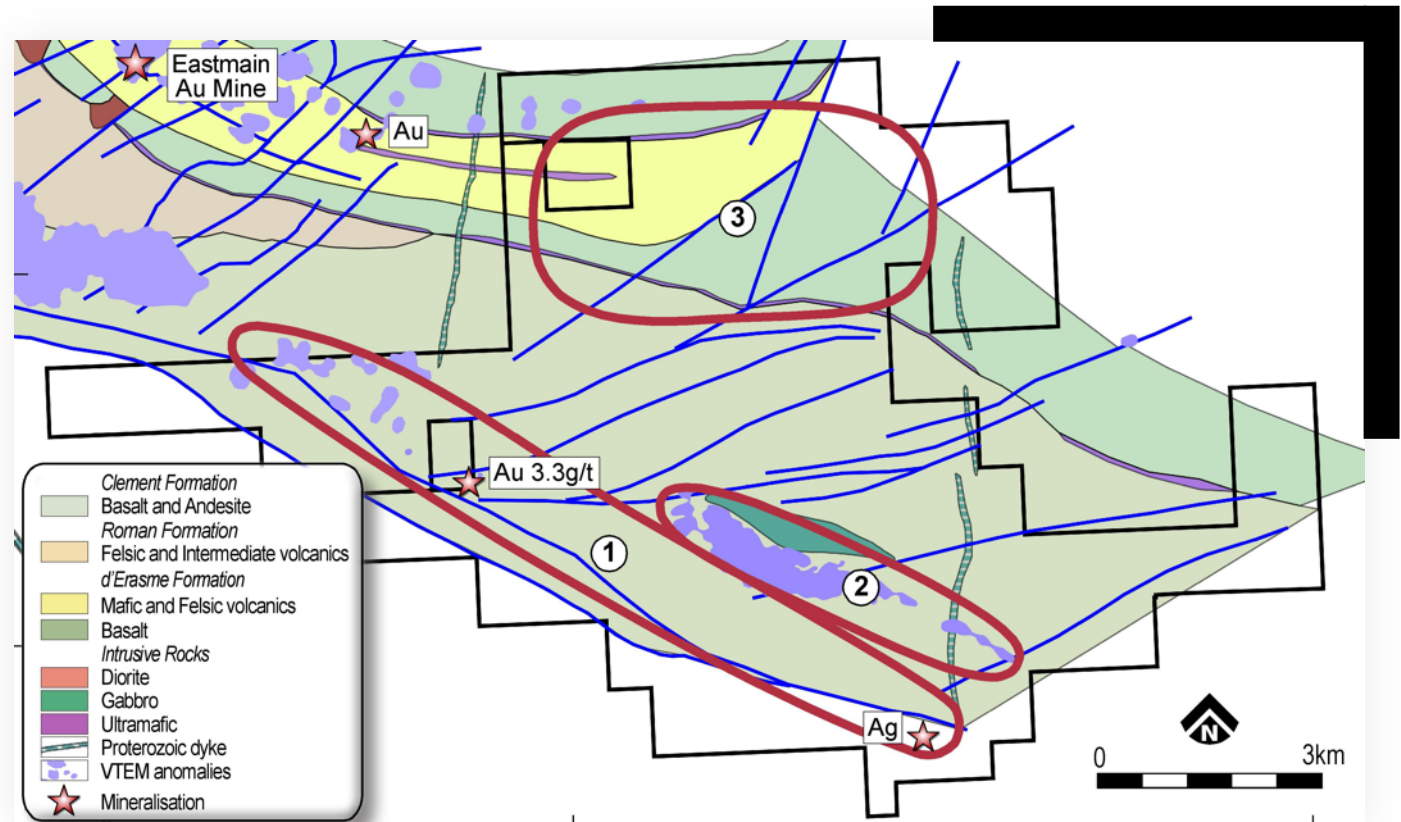 Eastmain
Au Mine
Au
3
Au 3.3g/t
1
2
Ag
N
0 3km
Clement Formation
Basalt and Andesite
Roman Formation
Felsic and Intermediate volcanics
d'Erasme Formation
Mafic and Felsic volcanics
Basalt
Intrusive Rocks
Diorite
Gabbro
Ultramafic
Proterozoic dyke
VTEM anomalies
Mineralisation